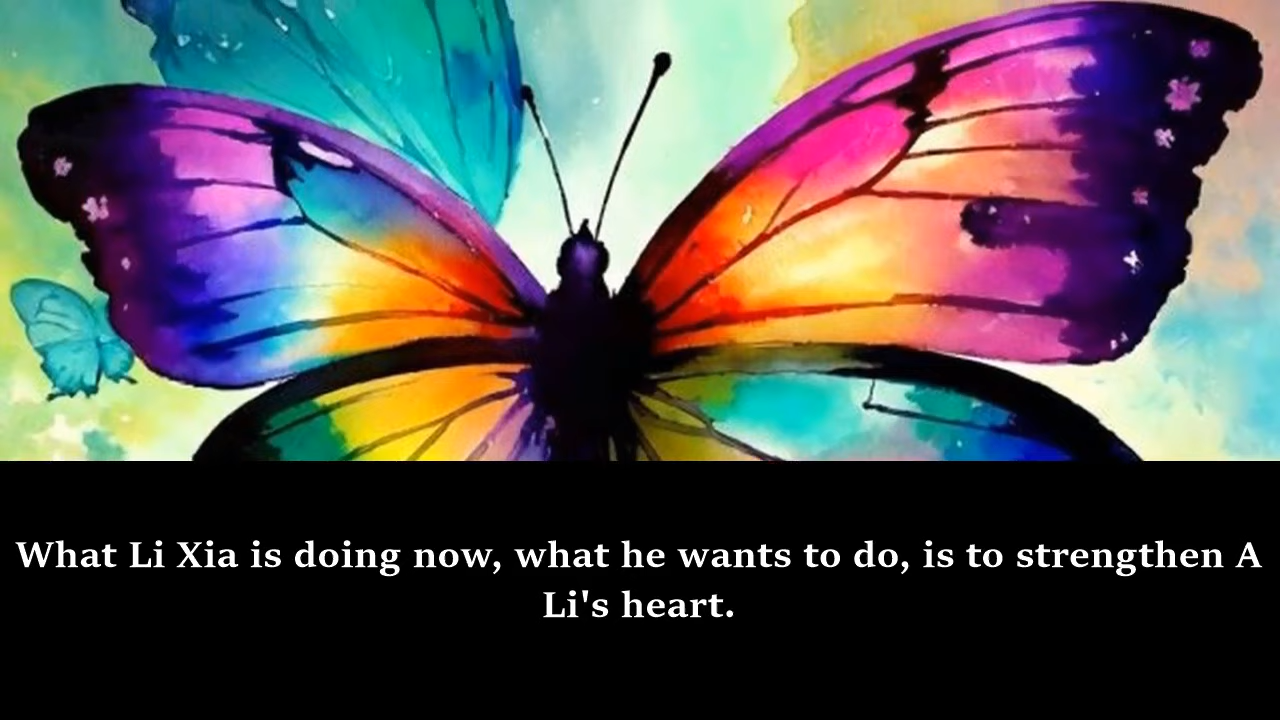 What Li Xia is doing now, what he wants to do, is to strengthen A
Li's heart.